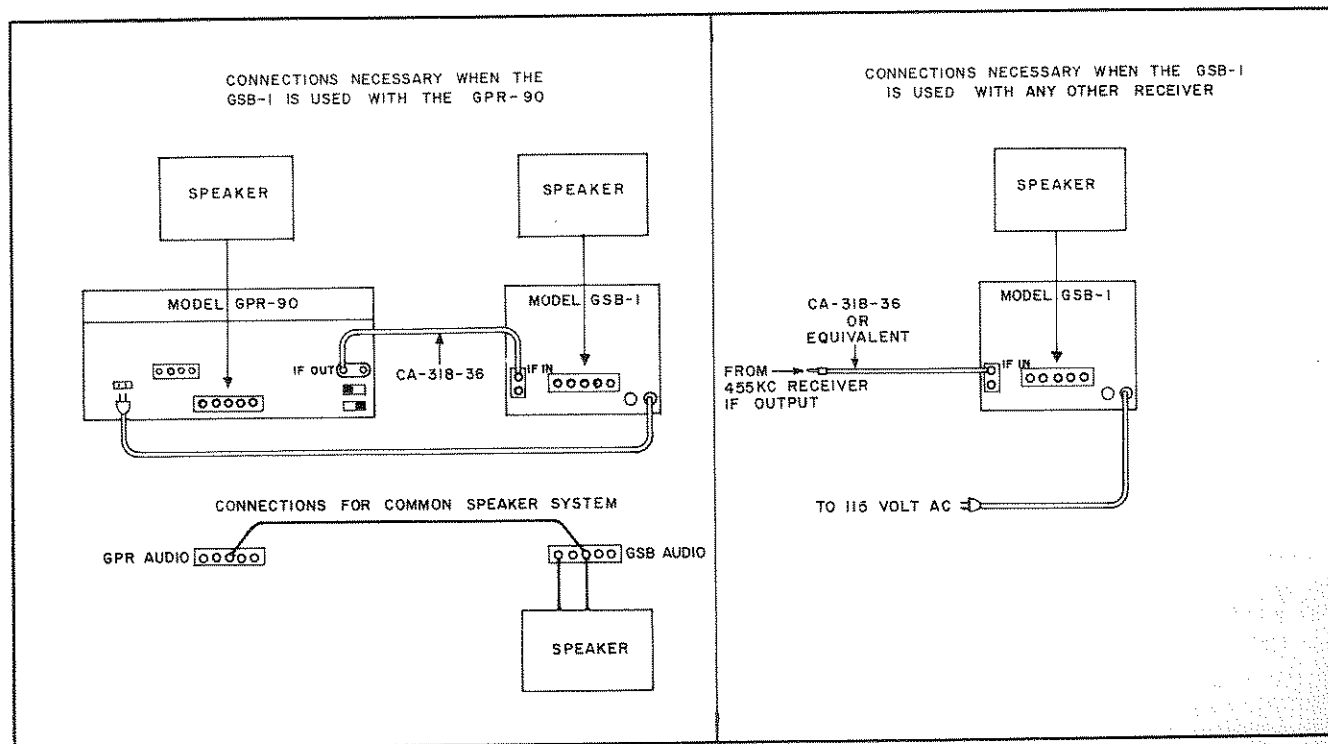 CONNECTIONS NECESSARY WHEN THE
GSB-1 IS USED WITH THE GPR-90
SPEAKER
SPEAKER
MODEL GPR-90
MODEL GSB-1
IF OUT
CA-318-36
IF IN
CONNECTIONS FOR COMMON SPEAKER SYSTEM
GPR AUDIO
GSB AUDIO
SPEAKER
CONNECTIONS NECESSARY WHEN THE GSB-1
IS USED WITH ANY OTHER RECEIVER
SPEAKER
MODEL GSB-1
CA-318-36
OR
EQUIVALENT
IF IN
FROM
455KC RECEIVER
IF OUTPUT
TO 115 VOLT AC